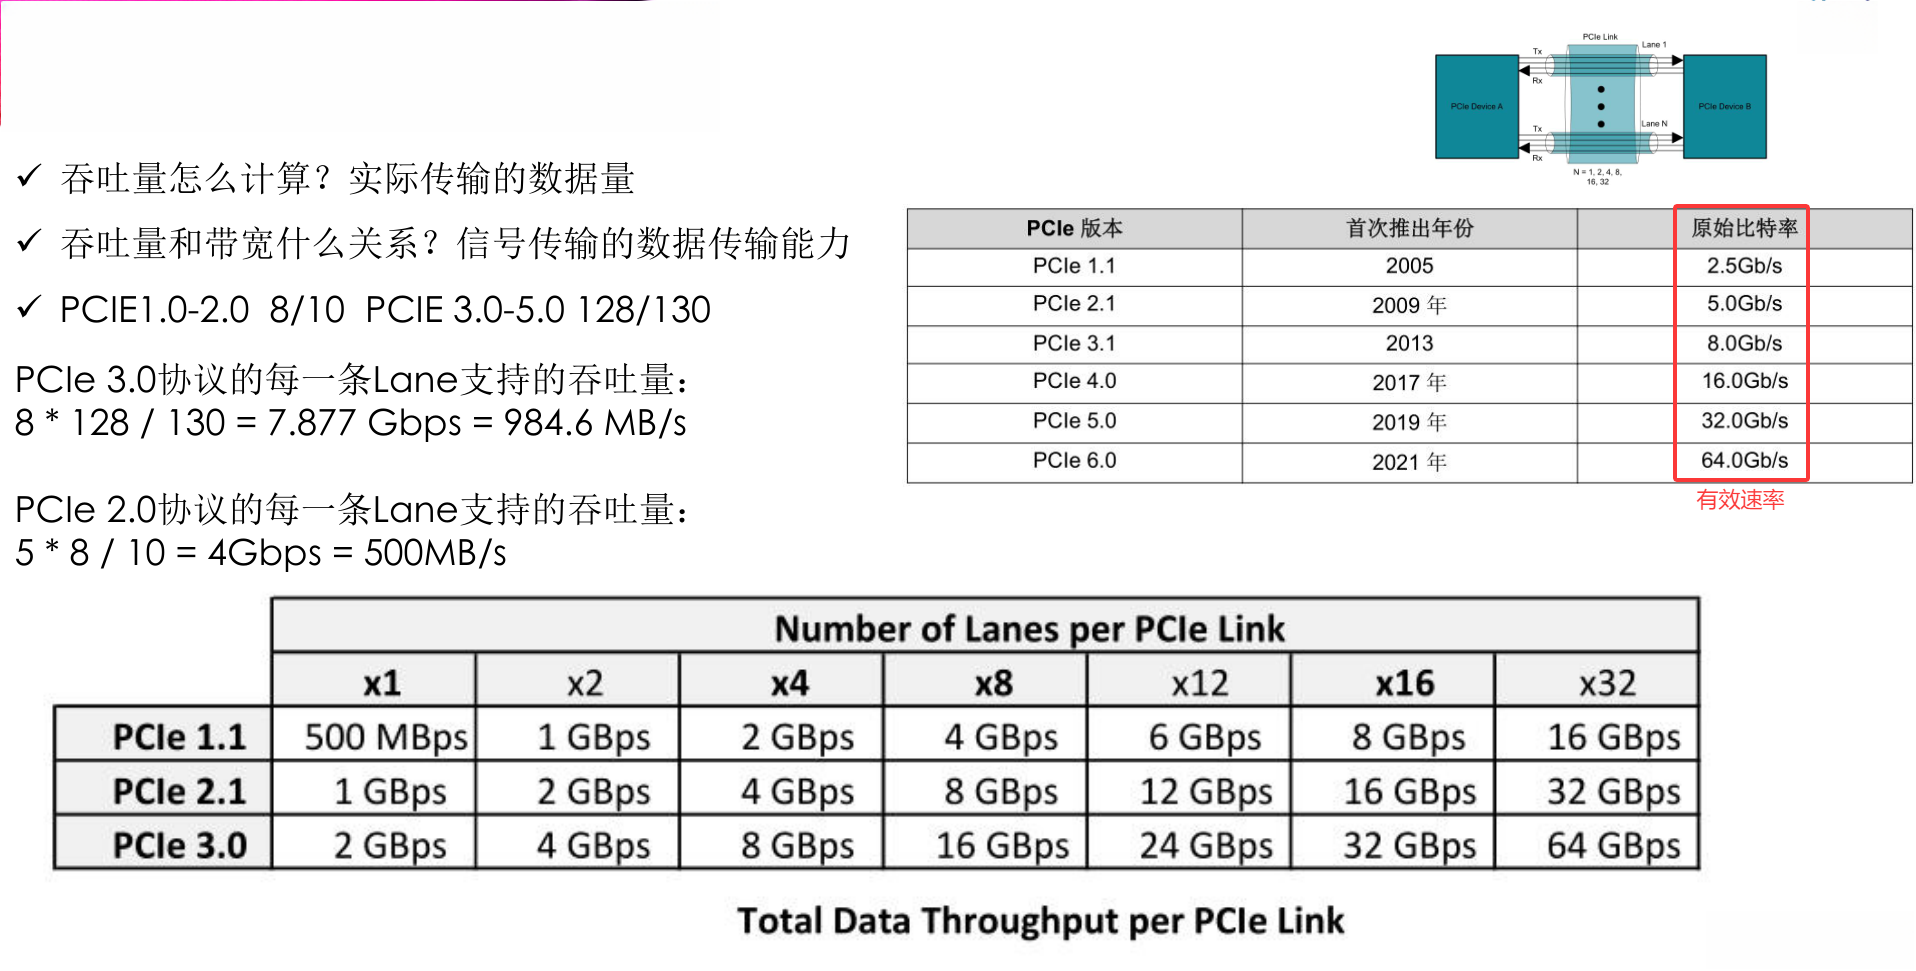 PCIe Link
Lane 1
Tx
Rx
PCIe Device A
PCIe Device B
Tx
Lane N
Rx
N = 1, 2, 4, 8,
16, 32
✓ 吞吐量怎么计算？实际传输的数据量
✓ 吞吐量和带宽什么关系？信号传输的数据传输能力
✓ PCIE1.0-2.0 8/10 PCIE 3.0-5.0 128/130
PCIe 3.0协议的每一条Lane支持的吞吐量：
8 * 128 / 130 = 7.877 Gbps = 984.6 MB/s
PCIe 2.0协议的每一条Lane支持的吞吐量：
5 * 8 / 10 = 4Gbps = 500MB/s
PCIe 版本 首次推出年份 原始比特率
PCIe 1.1 2005 2.5Gb/s
PCIe 2.1 2009 年 5.0Gb/s
PCIe 3.1 2013 8.0Gb/s
PCIe 4.0 2017 年 16.0Gb/s
PCIe 5.0 2019 年 32.0Gb/s
PCIe 6.0 2021 年 64.0Gb/s
有效速率
Number of Lanes per PCIe Link
x1 x2 x4 x8 x12 x16 x32
PCIe 1.1 500 MBps 1 GBps 2 GBps 4 GBps 6 GBps 8 GBps 16 GBps
PCIe 2.1 1 GBps 2 GBps 4 GBps 8 GBps 12 GBps 16 GBps 32 GBps
PCIe 3.0 2 GBps 4 GBps 8 GBps 16 GBps 24 GBps 32 GBps 64 GBps
Total Data Throughput per PCIe Link